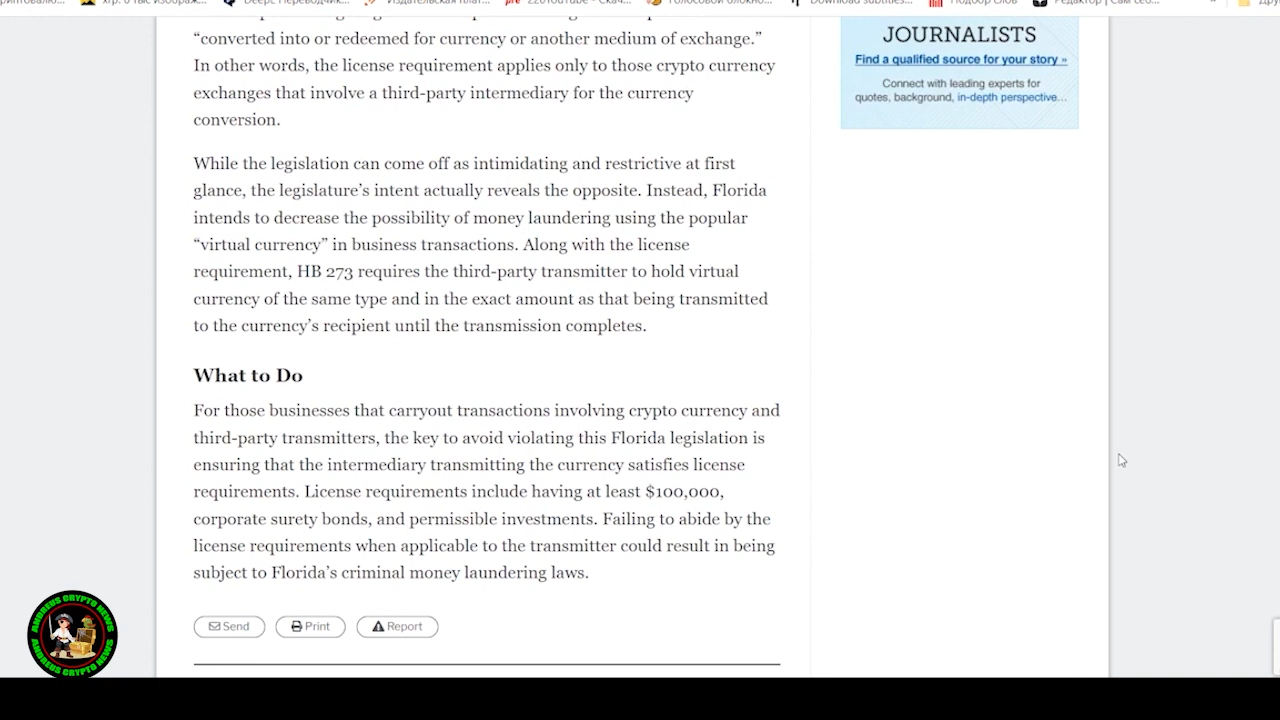 Download subtitles...
"converted into or redeemed for currency or another medium of exchange."
In other words, the license requirement applies only to those crypto currency
exchanges that involve a third-party intermediary for the currency
conversion.
While the legislation can come off as intimidating and restrictive at first
glance, the legislature's intent actually reveals the opposite. Instead, Florida
intends to decrease the possibility of money laundering using the popular
"virtual currency" in business transactions. Along with the license
requirement, HB 273 requires the third-party transmitter to hold virtual
currency of the same type and in the exact amount as that being transmitted
to the currency's recipient until the transmission completes.
What to Do
For those businesses that carryout transactions involving crypto currency and
third-party transmitters, the key to avoid violating this Florida legislation is
ensuring that the intermediary transmitting the currency satisfies license
requirements. License requirements include having at least $100,000,
corporate surety bonds, and permissible investments. Failing to abide by the
license requirements when applicable to the transmitter could result in being
subject to Florida's criminal money laundering laws.
Send
Print
Report
JOURNALISTS
Find a qualified source for your story »
Connect with leading experts for
quotes, background, in-depth perspective...
ANDREUS CRYPTO NEWS
ANDREUS CRYPTO NEWS